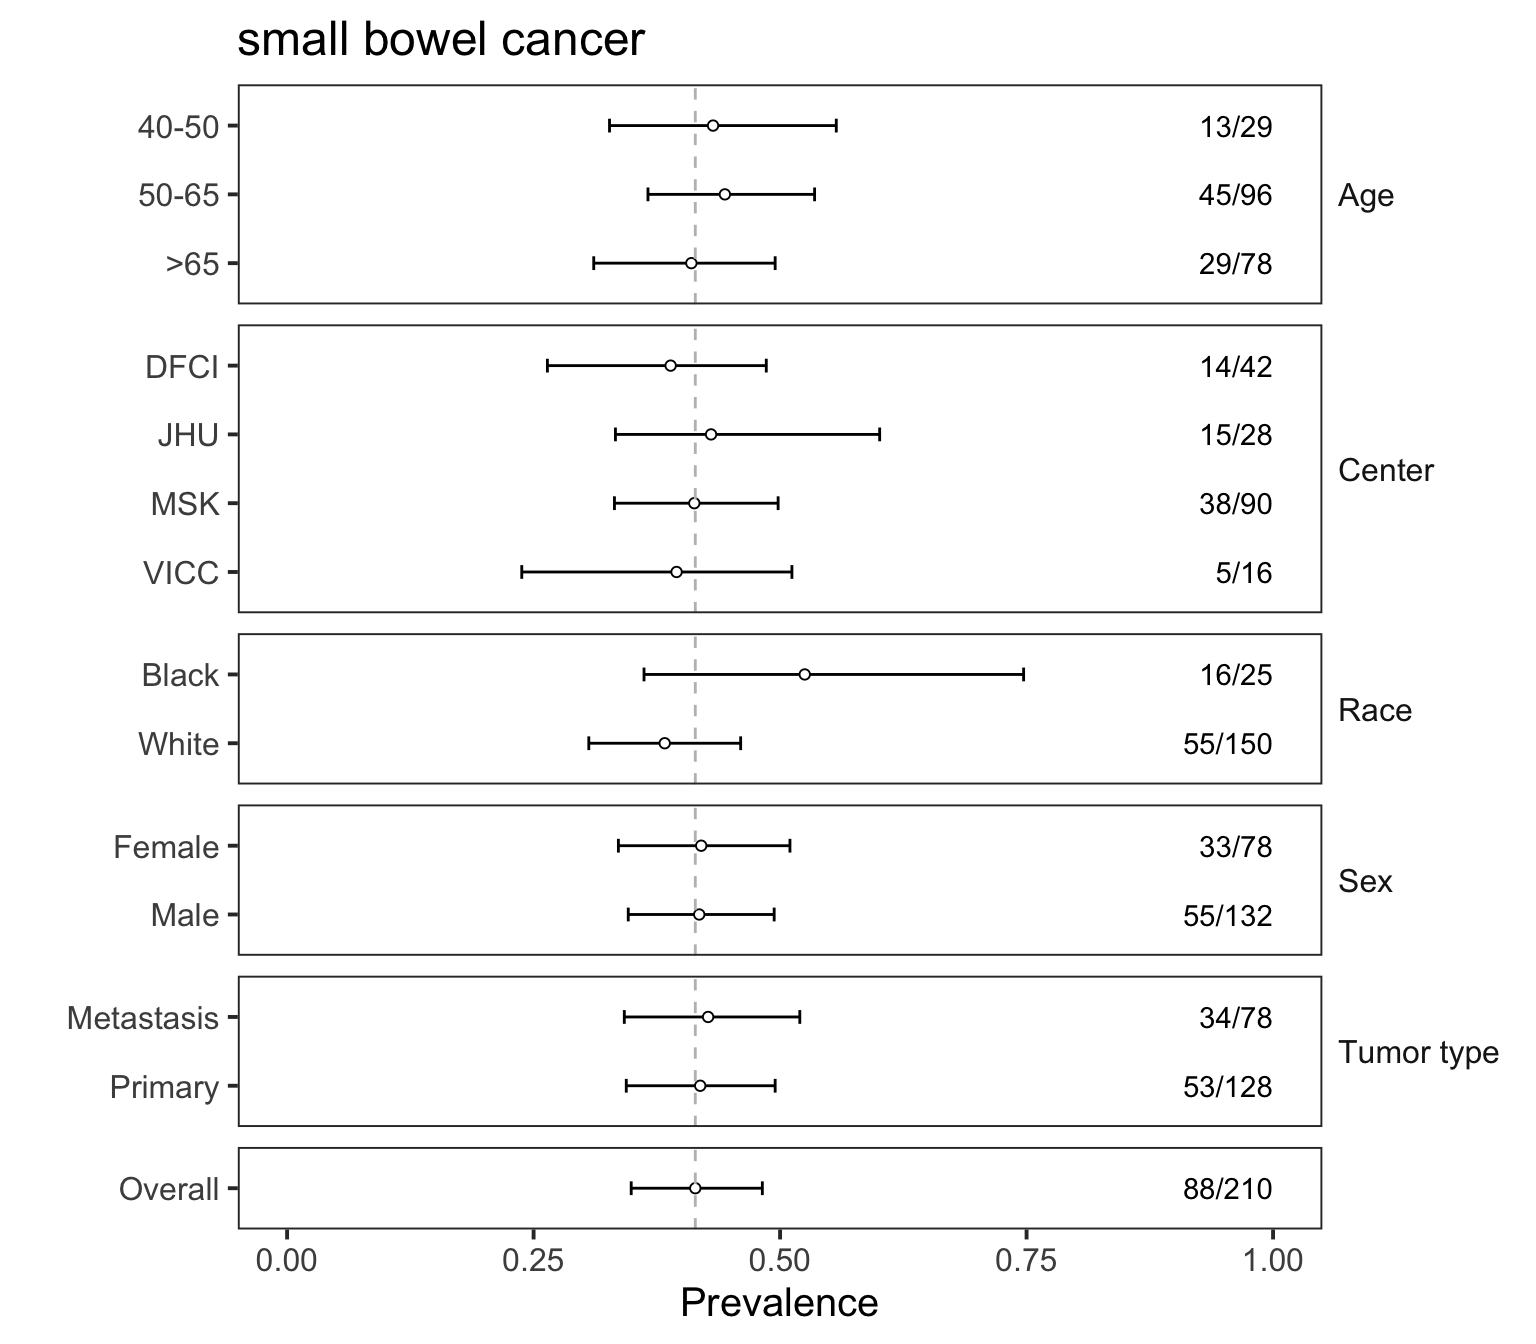 small bowel cancer
40-50 13/29
50-65 45/96 Age
>65 29/78
DFCI 14/42
JHU 15/28
Center
MSK 38/90
VICC 5/16
Black 16/25
Race
White 55/150
Female 33/78
Sex
Male 55/132
Metastasis 34/78
Tumor type
Primary 53/128
Overall 88/210
0.00 0.25 0.50 0.75 1.00
Prevalence